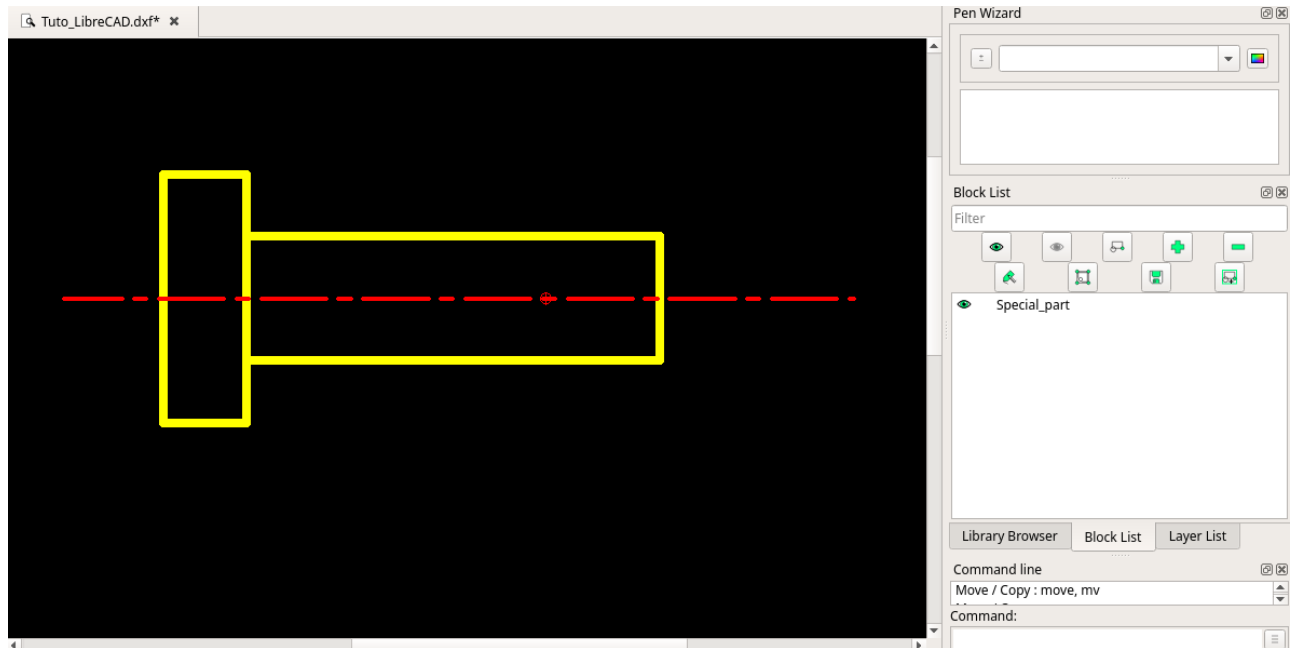 Tuto_LibreCAD.dxf*
Pen Wizard
Block List
Filter
Special_part
Library Browser Block List Layer List
Command line
Move / Copy : move, mv
Command: